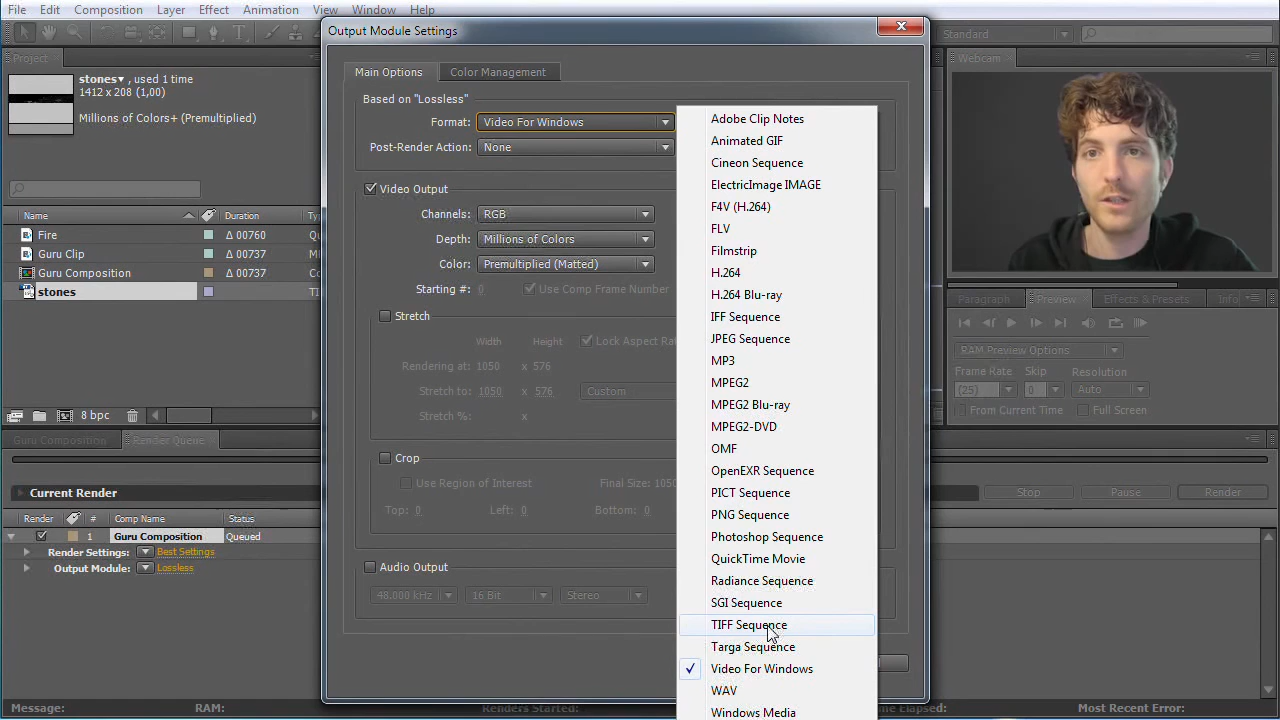 File Edit Composition Layer Effect Animation View Window Help
Output Module Settings
Standard
Project
Webcam
stones▾ , used 1 time
1412 x 208 (1,00)
Millions of Colors+ (Premultiplied)
Main Options
Color Management
Based on "Lossless"
Format: Video For Windows
Post-Render Action: None
Video Output
Channels: RGB
Depth: Millions of Colors
Color: Premultiplied (Matted)
Starting #: 0
Use Comp Frame Number
Stretch
Width Height
Rendering at: 1050 x 576
Stretch to: 1050 x 576 Custom
Stretch %: x
Crop
Use Region of Interest
Top: 0 Left: 0 Bottom: 0
Audio Output
48.000 kHz 16 Bit Stereo
Adobe Clip Notes
Animated GIF
Cineon Sequence
ElectricImage IMAGE
F4V (H.264)
FLV
Filmstrip
H.264
H.264 Blu-ray
IFF Sequence
JPEG Sequence
MP3
MPEG2
MPEG2 Blu-ray
MPEG2-DVD
OMF
OpenEXR Sequence
PICT Sequence
PNG Sequence
Photoshop Sequence
QuickTime Movie
Radiance Sequence
SGI Sequence
TIFF Sequence
Targa Sequence
Video For Windows
WAV
Windows Media
Name Duration
Fire Δ 00760
Guru Clip Δ 00737
Guru Composition Δ 00737
stones
8 bpc
Paragraph Preview Effects & Presets Info
RAM Preview Options
Frame Rate Skip Resolution
(25) 0 Auto
From Current Time Full Screen
Guru Composition Render Queue
Current Render
Stop Pause Render
Render # Comp Name Status
1 Guru Composition Queued
Render Settings: Best Settings
Output Module: Lossless
Message: RAM: Renders Started: Most Recent Error: